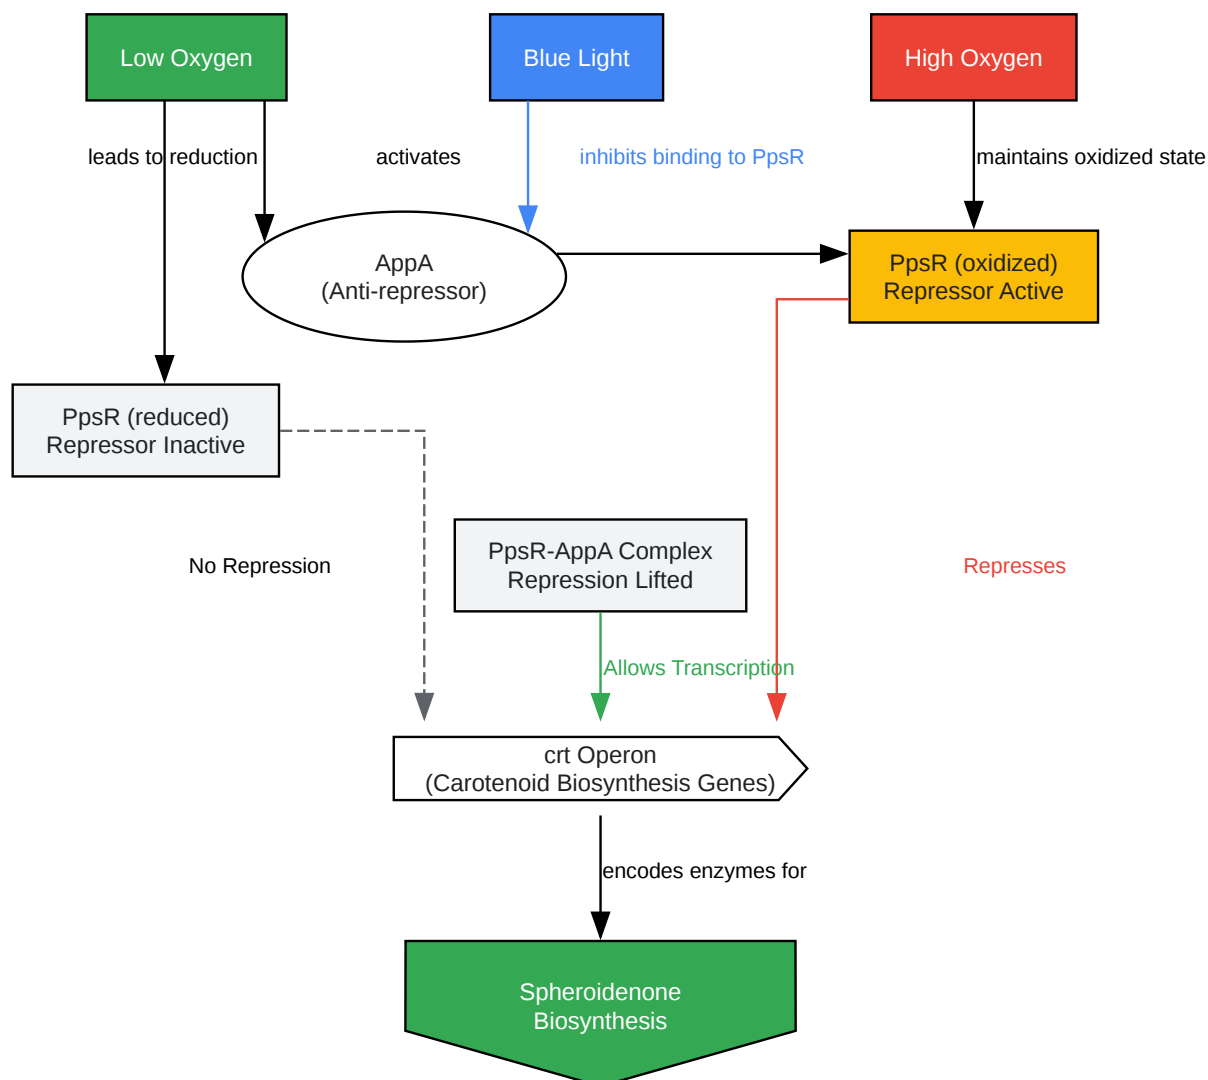 Low Oxygen
Blue Light
High Oxygen
leads to reduction
activates
inhibits binding to PpsR
maintains oxidized state
AppA
(Anti-repressor)
PpsR (oxidized)
Repressor Active
PpsR (reduced)
Repressor Inactive
PpsR-AppA Complex
Repression Lifted
No Repression
Represses
Allows Transcription
crt Operon
(Carotenoid Biosynthesis Genes)
encodes enzymes for
Spheroidenone
Biosynthesis